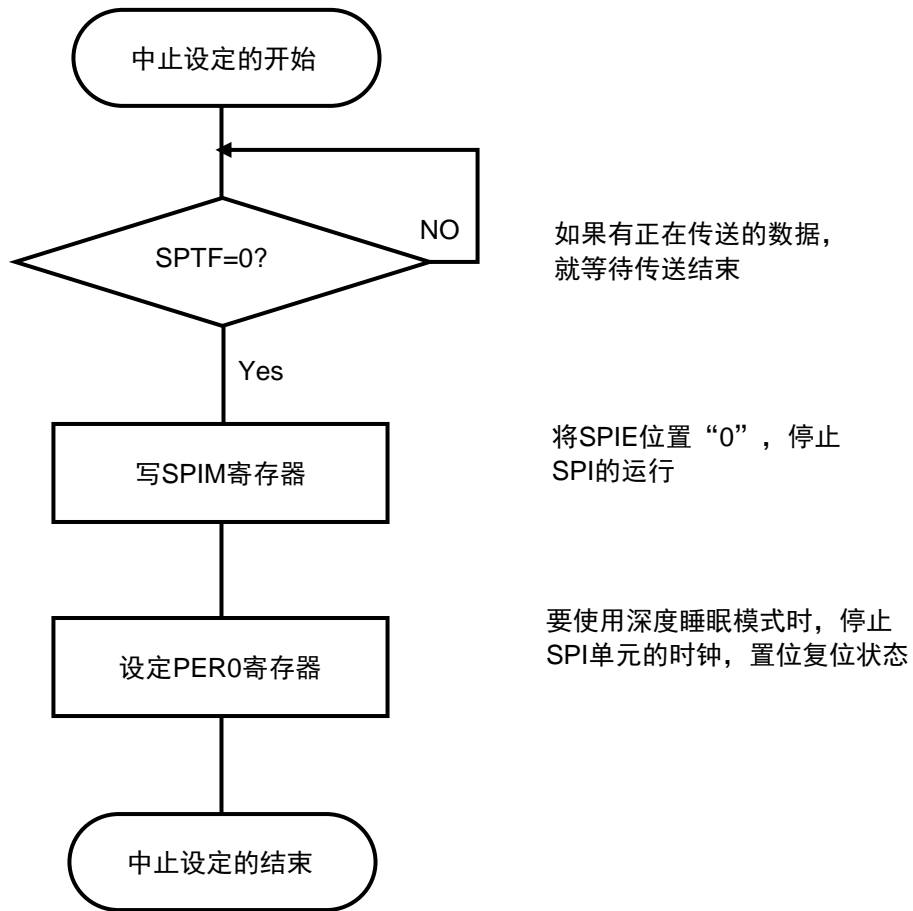 中止设定的开始
SPTF=0?
NO
如果有正在传送的数据，
就等待传送结束
Yes
写SPIM寄存器
将SPIE位置“0”，停止
SPI的运行
设定PER0寄存器
要使用深度睡眠模式时，停止
SPI单元的时钟，置位复位状态
中止设定的结束